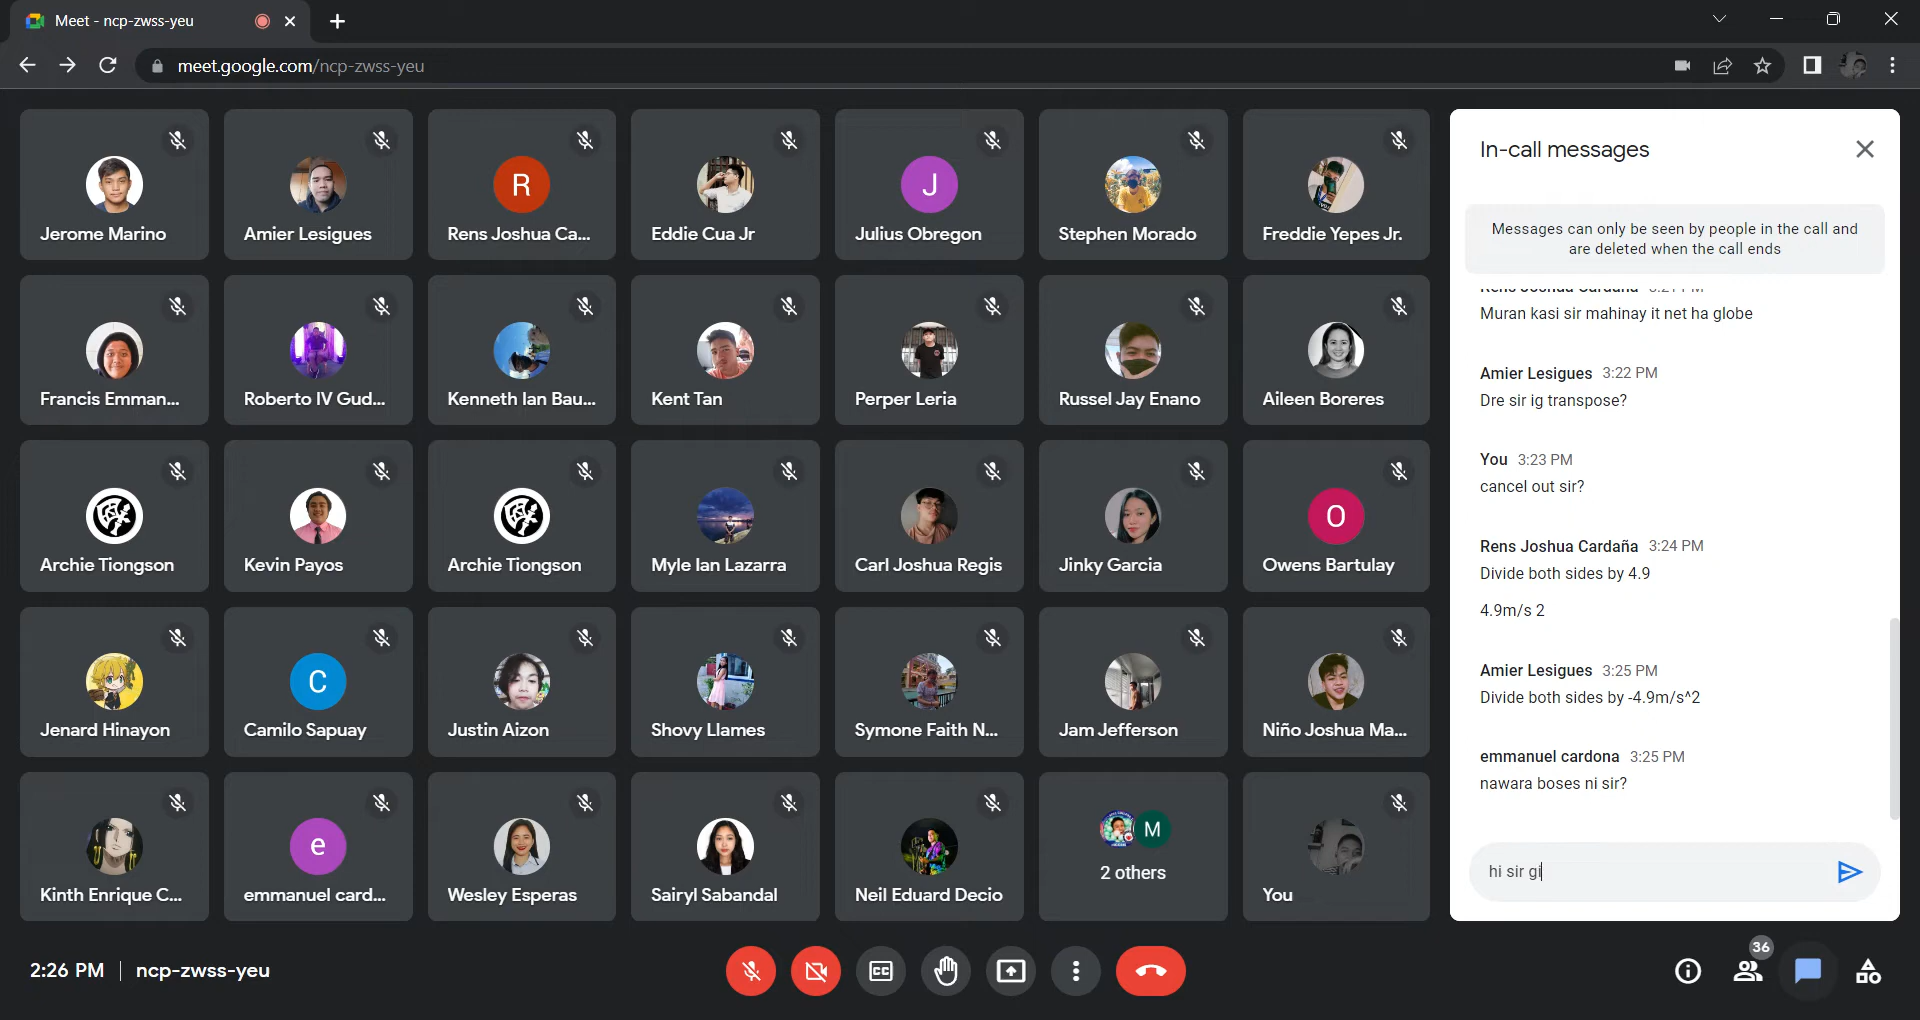 Meet - ncp-zwss-yeu
meet.google.com/ncp-zwss-yeu
Jerome Marino
Amier Lesigues
R
Rens Joshua Ca...
Eddie Cua Jr
J
Julius Obregon
Stephen Morado
Freddie Yepes Jr.
Francis Emman...
Roberto IV Gud...
Kenneth Ian Bau...
Kent Tan
Perper Leria
Russel Jay Enano
Aileen Boreres
Archie Tiongson
Kevin Payos
Archie Tiongson
Myle Ian Lazarra
Carl Joshua Regis
Jinky Garcia
O
Owens Bartulay
Jenard Hinayon
C
Camilo Sapuay
Justin Aizon
Shovy Llames
Symone Faith N...
Jam Jefferson
Niño Joshua Ma...
Kinth Enrique C...
e
emmanuel card...
Wesley Esperas
Sairyl Sabandal
Neil Eduard Decio
M
2 others
You
In-call messages
Messages can only be seen by people in the call and
are deleted when the call ends
Rens Joshua Cardaña 3:21 PM
Muran kasi sir mahinay it net ha globe
Amier Lesigues 3:22 PM
Dre sir ig transpose?
You 3:23 PM
cancel out sir?
Rens Joshua Cardaña 3:24 PM
Divide both sides by 4.9
4.9m/s 2
Amier Lesigues 3:25 PM
Divide both sides by -4.9m/s^2
emmanuel cardona 3:25 PM
nawara boses ni sir?
hi sir gi
2:26 PM | ncp-zwss-yeu
CC
36